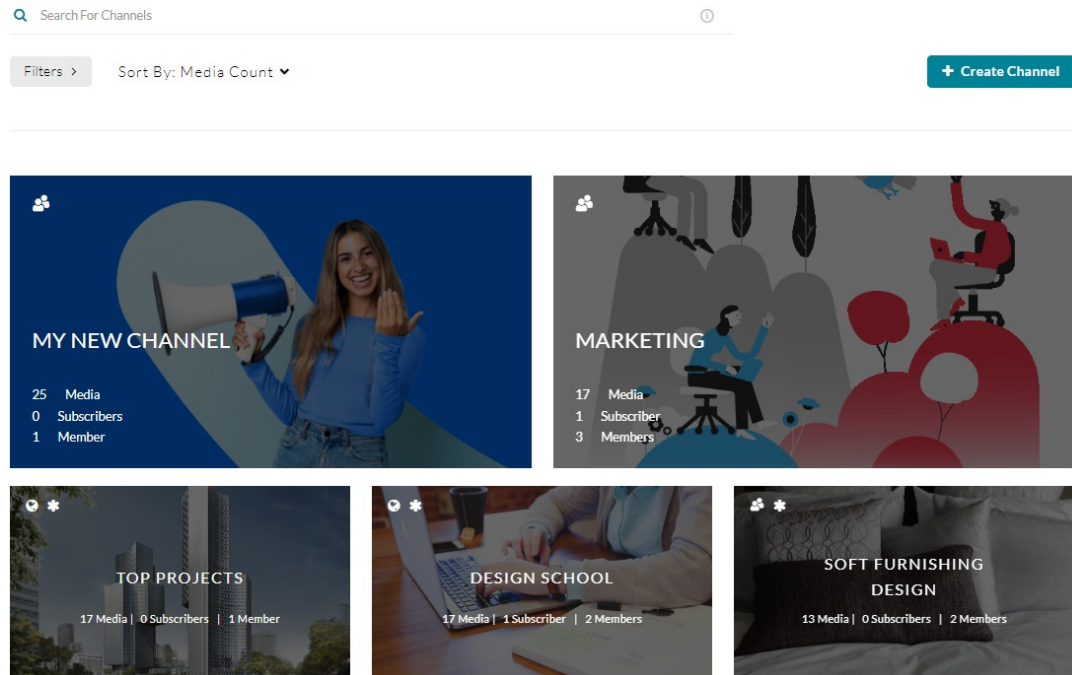 Search For Channels
Filters >
Sort By: Media Count
+ Create Channel
MY NEW CHANNEL
25 Media
0 Subscribers
1 Member
MARKETING
17 Media
1 Subscriber
3 Members
TOP PROJECTS
17 Media | 0 Subscribers | 1 Member
DESIGN SCHOOL
17 Media | 1 Subscriber | 2 Members
SOFT FURNISHING
DESIGN
13 Media | 0 Subscribers | 2 Members